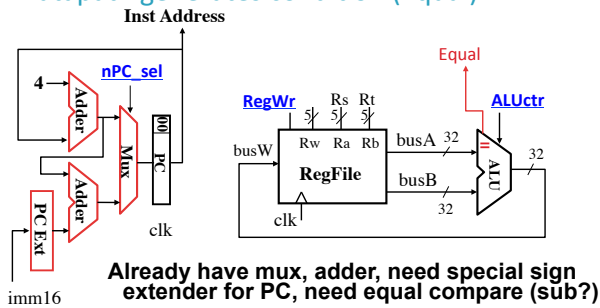 Inst Address
nPC_sel
4
Adder
Mux
PC
00
Adder
PC Ext
clk
imm16
Equal
RegWr
Rs Rt
ALUctr
5 5 5
busW
Rw Ra Rb
busA 32
RegFile
busB
32
clk
=
ALU
32
Already have mux, adder, need special sign
extender for PC, need equal compare (sub?)